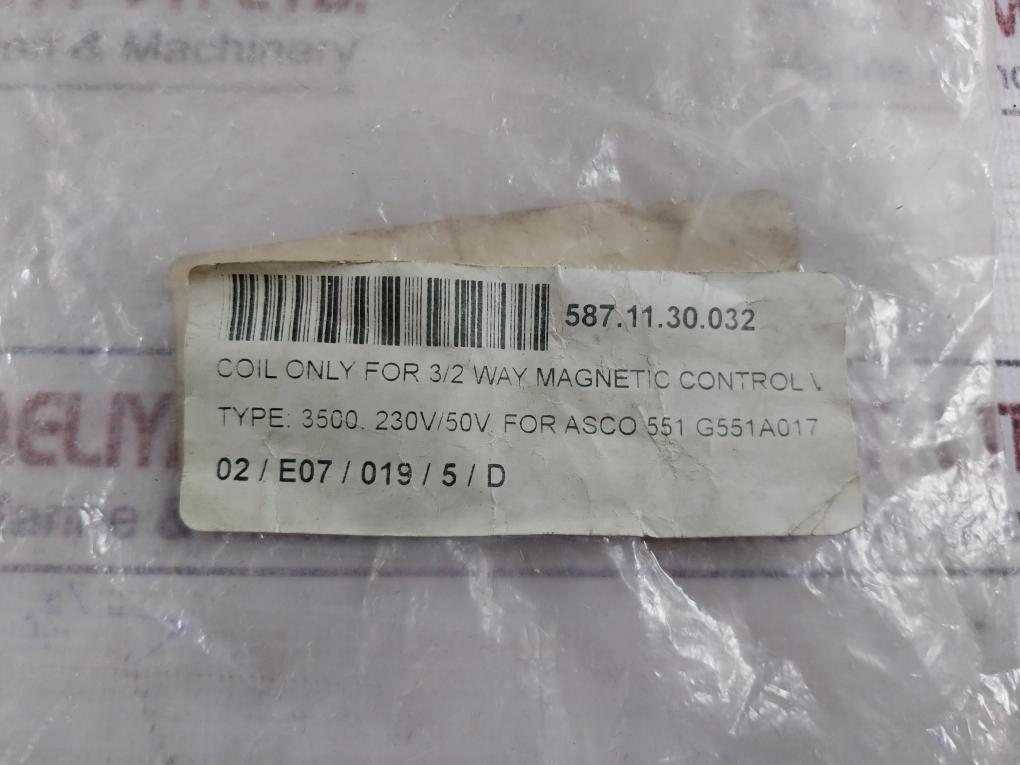 LTD.
& Machinery
587.11.30.032
COIL ONLY FOR 3/2 WAY MAGNETIC CONTROL V
TYPE: 3500. 230V/50V. FOR ASCO 551 G551A017
02 / E07 / 019 / 5 / D